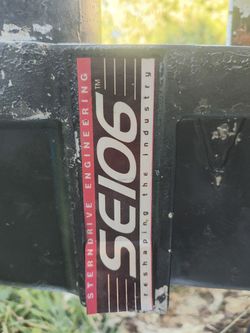 STERNDRIVE ENGINEERING
SE106™
reshaping the industry